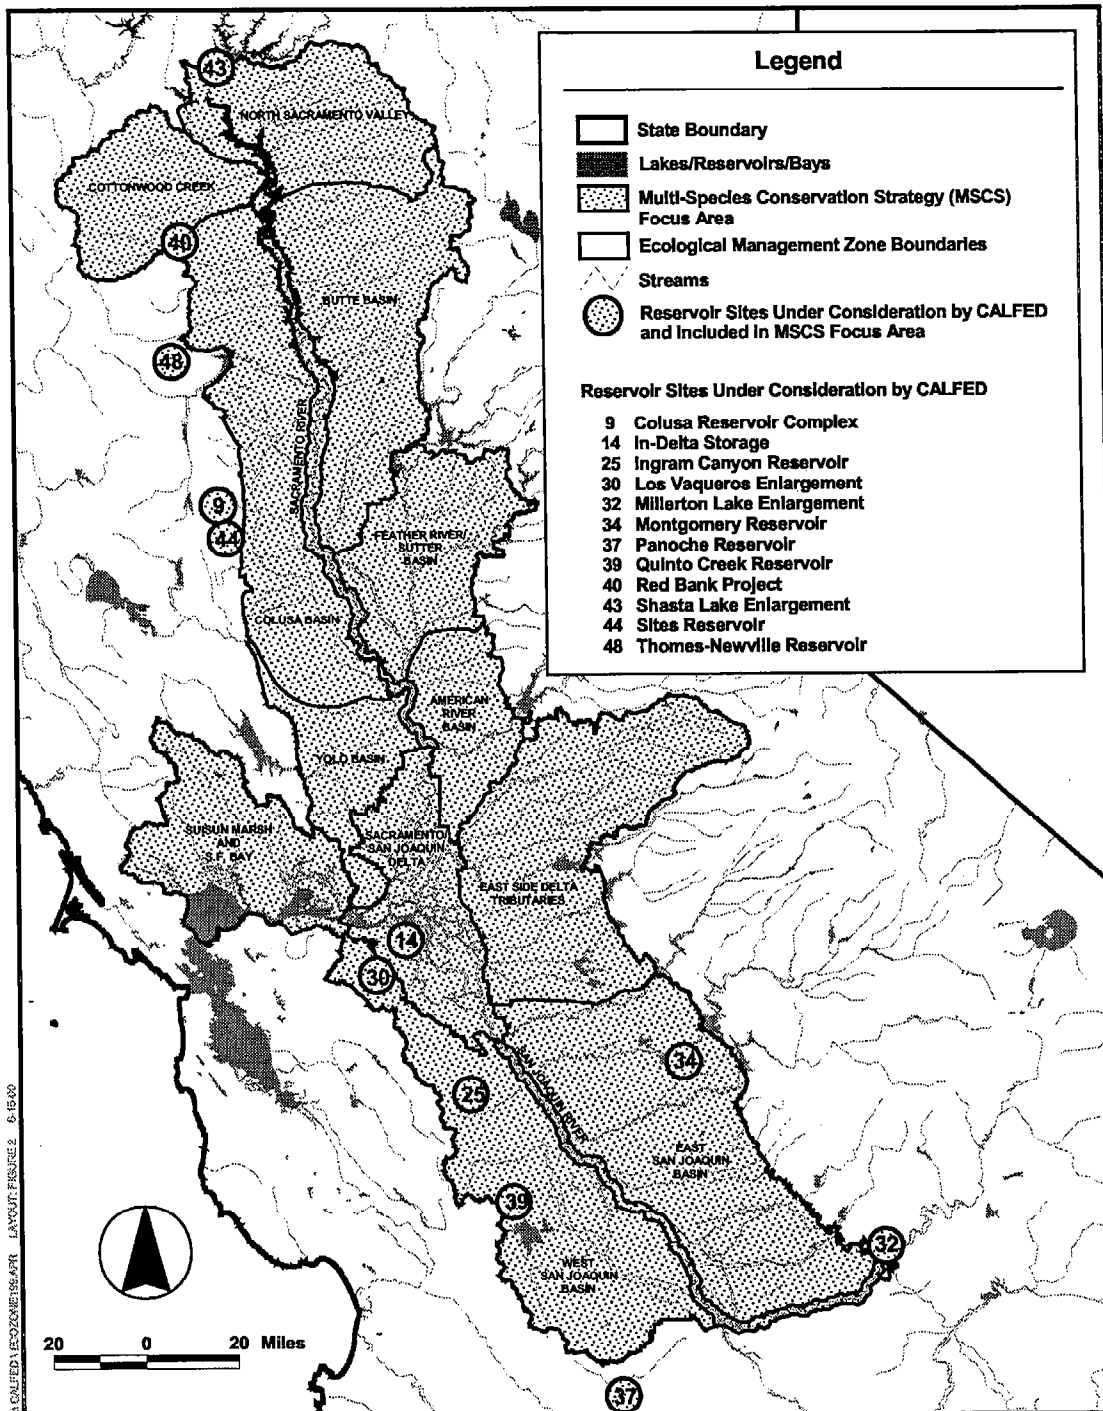 Legend
State Boundary
Lakes/Reservoirs/Bays
Multi-Species Conservation Strategy (MSCS)
Focus Area
Ecological Management Zone Boundaries
Streams
Reservoir Sites Under Consideration by CALFED
and Included in MSCS Focus Area
Reservoir Sites Under Consideration by CALFED
9 Colusa Reservoir Complex
14 In-Delta Storage
25 Ingram Canyon Reservoir
30 Los Vaqueros Enlargement
32 Millerton Lake Enlargement
34 Montgomery Reservoir
37 Panoche Reservoir
39 Quinto Creek Reservoir
40 Red Bank Project
43 Shasta Lake Enlargement
44 Sites Reservoir
48 Thomes-Newville Reservoir
43
NORTH SACRAMENTO VALLEY
COTTONWOOD CREEK
40
BUTTE BASIN
48
SACRAMENTO RIVER
9
44
FEATHER RIVER/
SUTTER
BASIN
COLUSA BASIN
AMERICAN
RIVER
BASIN
YOLO BASIN
SUISUN MARSH
AND
S.F. BAY
SACRAMENTO/
SAN JOAQUIN
DELTA
EAST SIDE DELTA
TRIBUTARIES
14
30
34
25
SAN JOAQUIN RIVER
EAST
SAN JOAQUIN
BASIN
39
32
WEST
SAN JOAQUIN
BASIN
37
20 0 20 Miles
LAYOUT: FIGURE 2 6-15-00